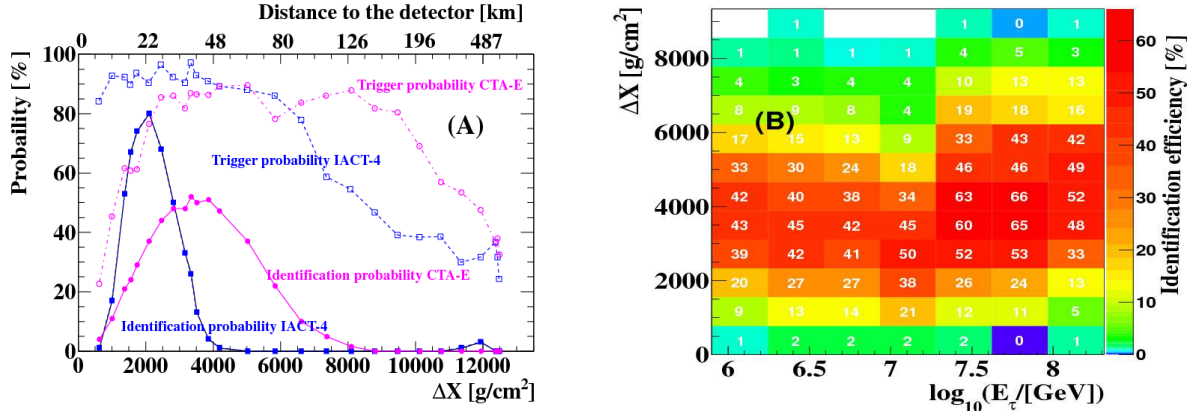 Distance to the detector [km]
0 22 48 80 126 196 487
100
80
60
40
20
0
Probaility [%]
Trigger probability CTA-E
(A)
Trigger probability IACT-4
Identification probability CTA-E
Identification probability IACT-4
0 2000 4000 6000 8000 10000 12000
ΔX [g/cm²]
ΔX [g/cm²]
8000
6000
4000
2000
0
(B)
1 1 0 1
1 1 1 1 4 5 3
4 3 4 4 10 13 13
8 9 8 4 19 18 16
17 15 13 9 33 43 42
33 30 24 18 46 46 49
42 40 38 34 63 66 52
43 45 42 45 60 65 48
39 42 41 50 52 53 33
20 27 27 38 26 24 13
9 13 14 21 12 11 5
1 2 2 2 2 0 1
6 6.5 7 7.5 8
log₁₀(E_τ/[GeV])
60
50
40
30
20
10
0
Identification efficiency [%]